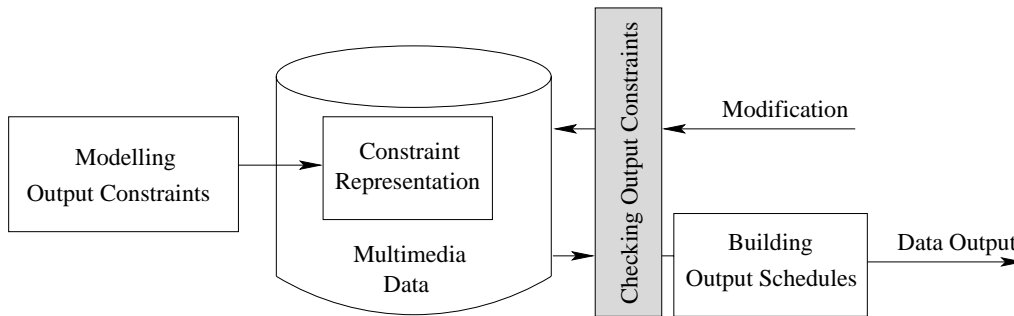 Modelling
Output Constraints
Constraint
Representation
Multimedia
Data
Checking Output Constraints
Modification
Building
Output Schedules
Data Output